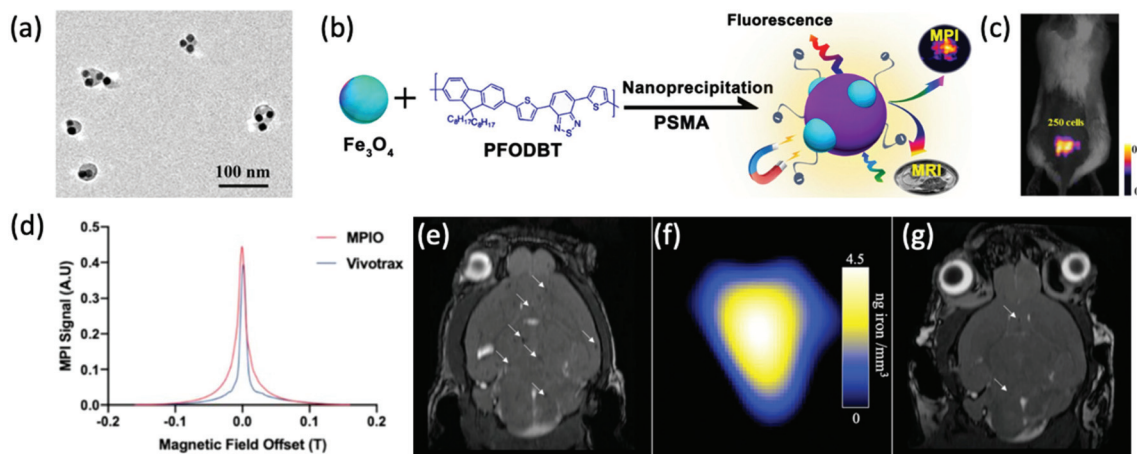 (a)
100 nm
(b)
Fe3O4
+
C8H17
C8H17
S
S
N
N
S
n
PFODBT
Nanoprecipitation
PSMA
Fluorescence
MPI
MRI
(c)
250 cells
0
(d)
MPI Signal (A.U)
0.5
0.4
0.3
0.2
0.1
0.0
-0.2
-0.1
0.0
0.1
0.2
Magnetic Field Offset (T)
MPIO
Vivotrax
(e)
(f)
4.5
ng iron /mm3
0
(g)